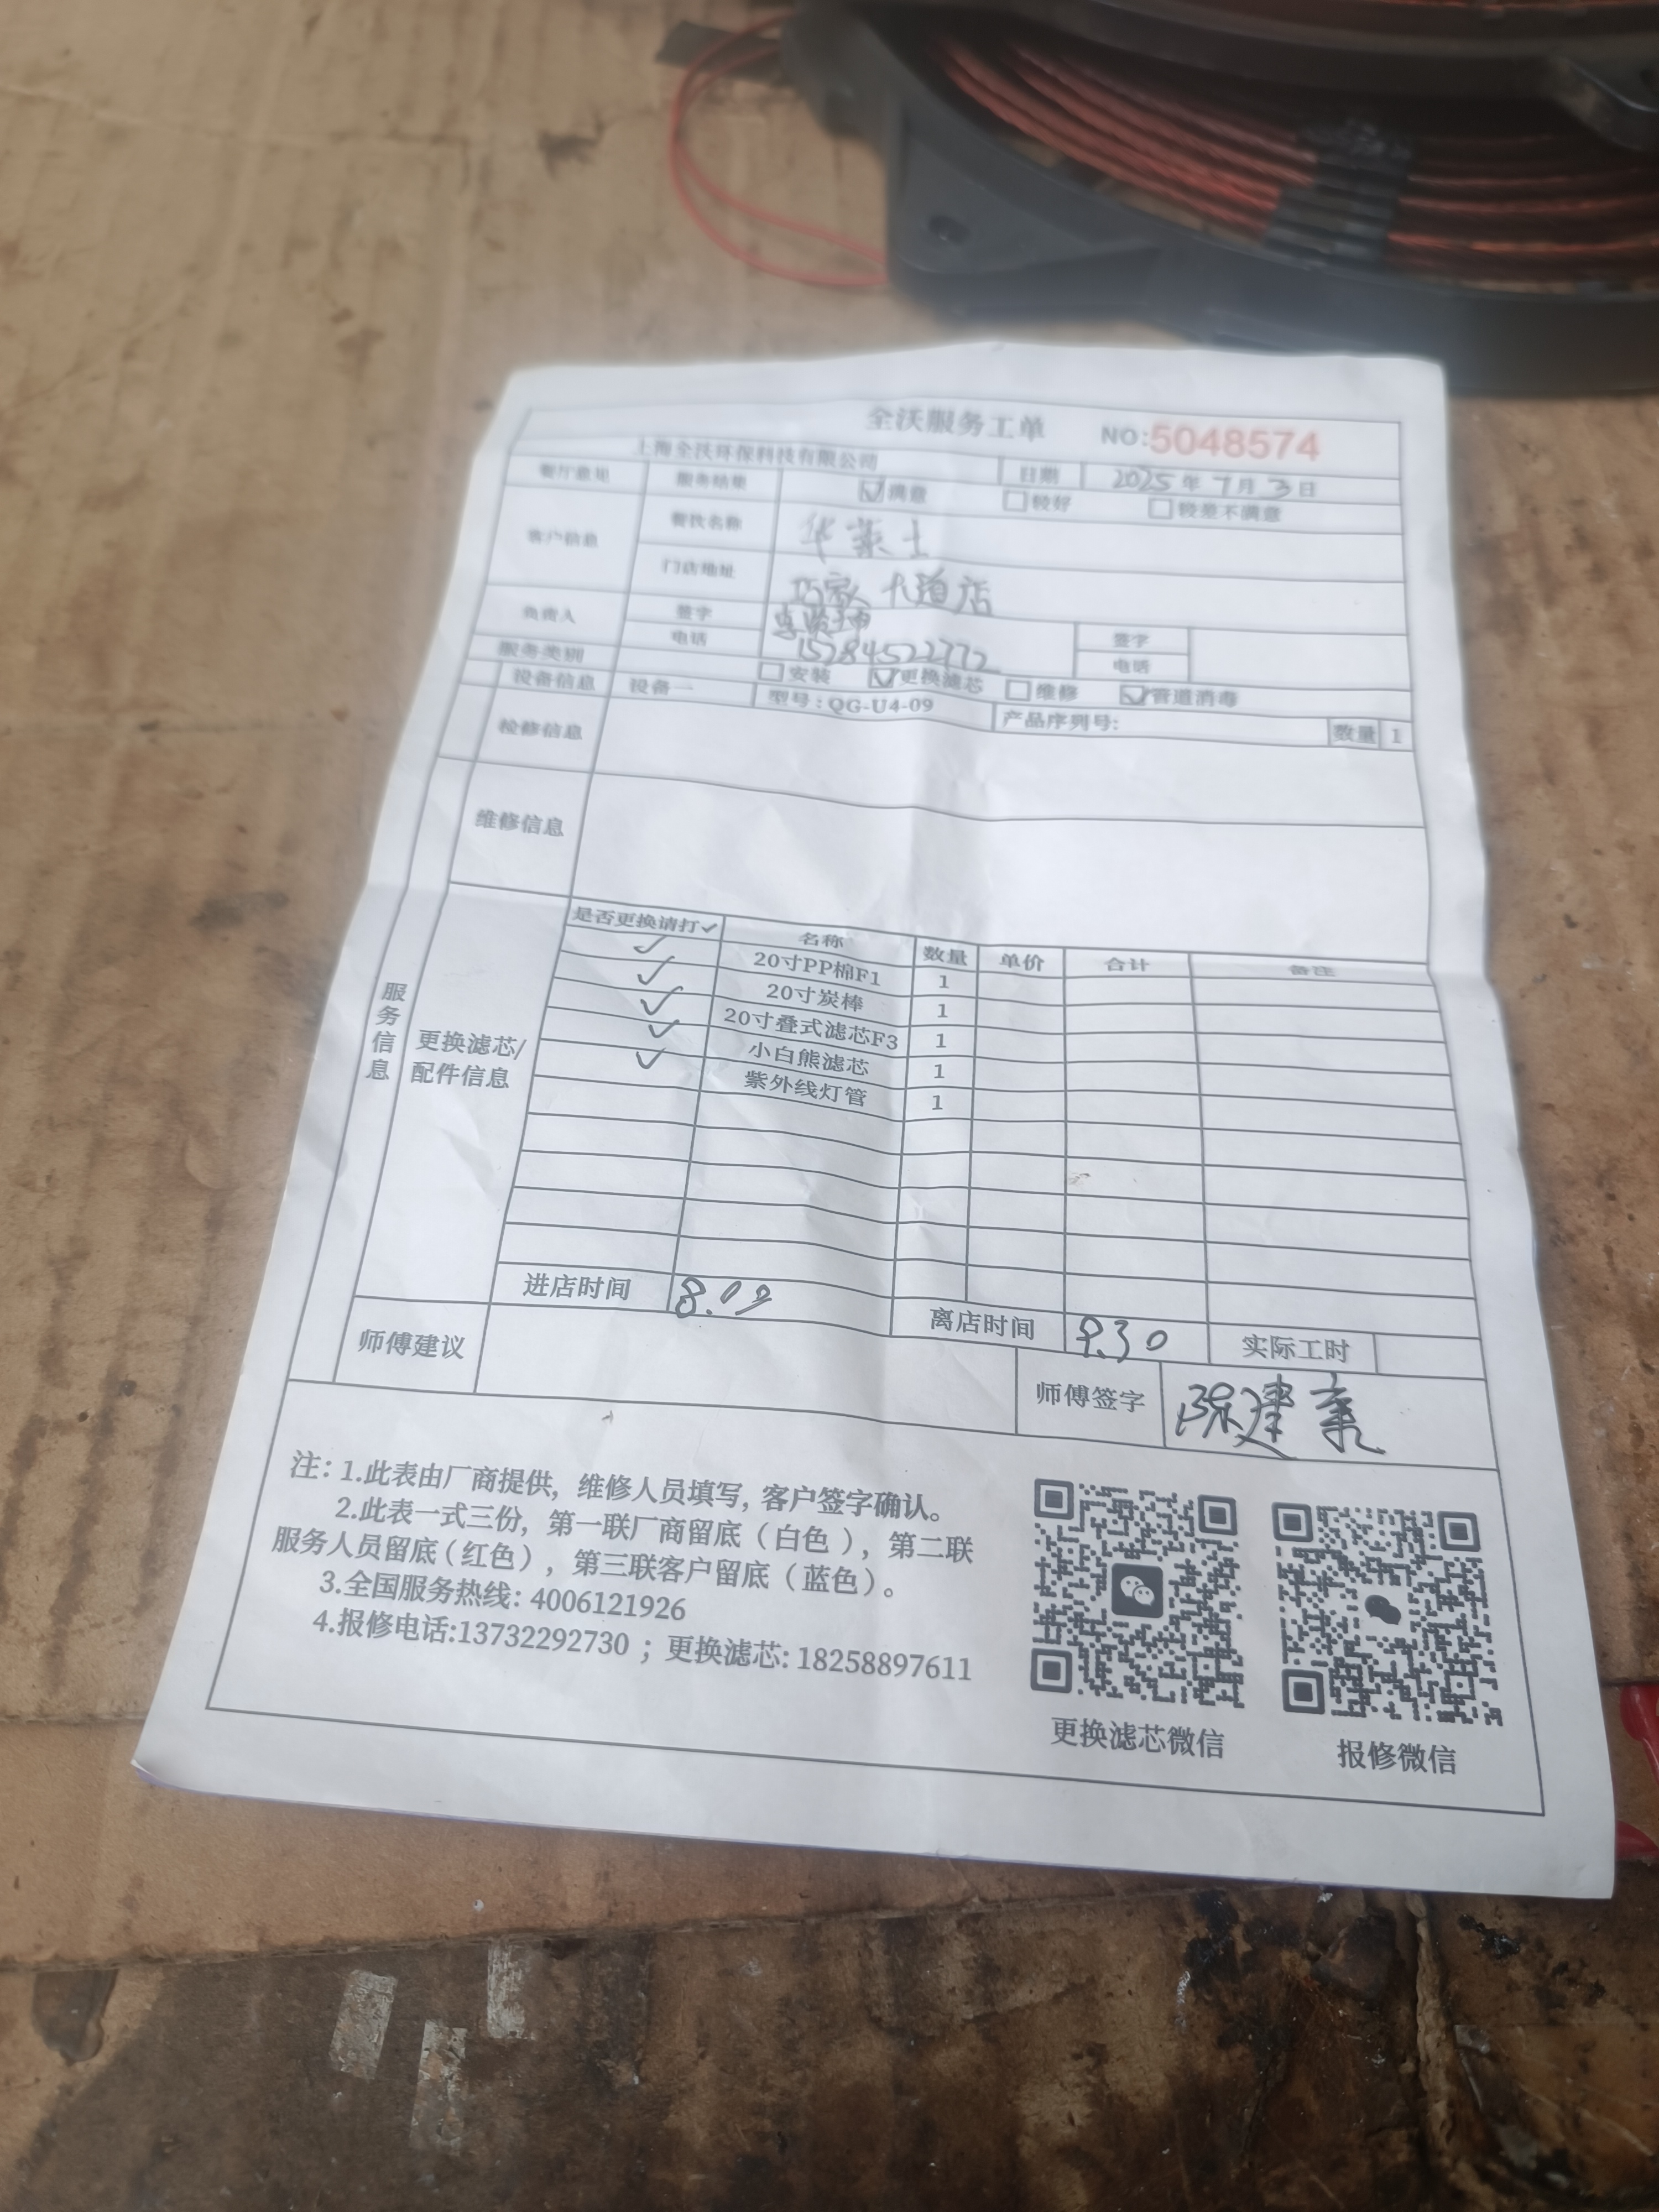 全沃服务工单 NO:5048574
上海全沃环保科技有限公司 日期 2025年7月3日
餐厅意见 服务结果 ☑满意 □较好 □较差不满意
客户信息 餐饮名称 华莱士
门店地址 巧家大道店
负责人 签字 签字
电话 15284522772 电话
服务类别 □安装 ☑更换滤芯 □维修 ☑管道消毒
设备信息 设备一 型号:QG-U4-09 产品序列号: 数量 1
检修信息
维修信息
服务信息
更换滤芯/
配件信息
是否更换请打✓ 名称 数量 单价 合计 备注
✓ 20寸PP棉F1 1
✓ 20寸炭棒 1
✓ 20寸叠式滤芯F3 1
✓ 小白熊滤芯 1
✓ 紫外线灯管 1
进店时间 8.09 离店时间 9.30 实际工时
师傅建议 师傅签字 陈建
注: 1.此表由厂商提供, 维修人员填写, 客户签字确认。
2.此表一式三份, 第一联厂商留底(白色), 第二联
服务人员留底(红色), 第三联客户留底(蓝色)。
3.全国服务热线: 4006121926
4.报修电话:13732292730 ; 更换滤芯: 18258897611
更换滤芯微信 报修微信